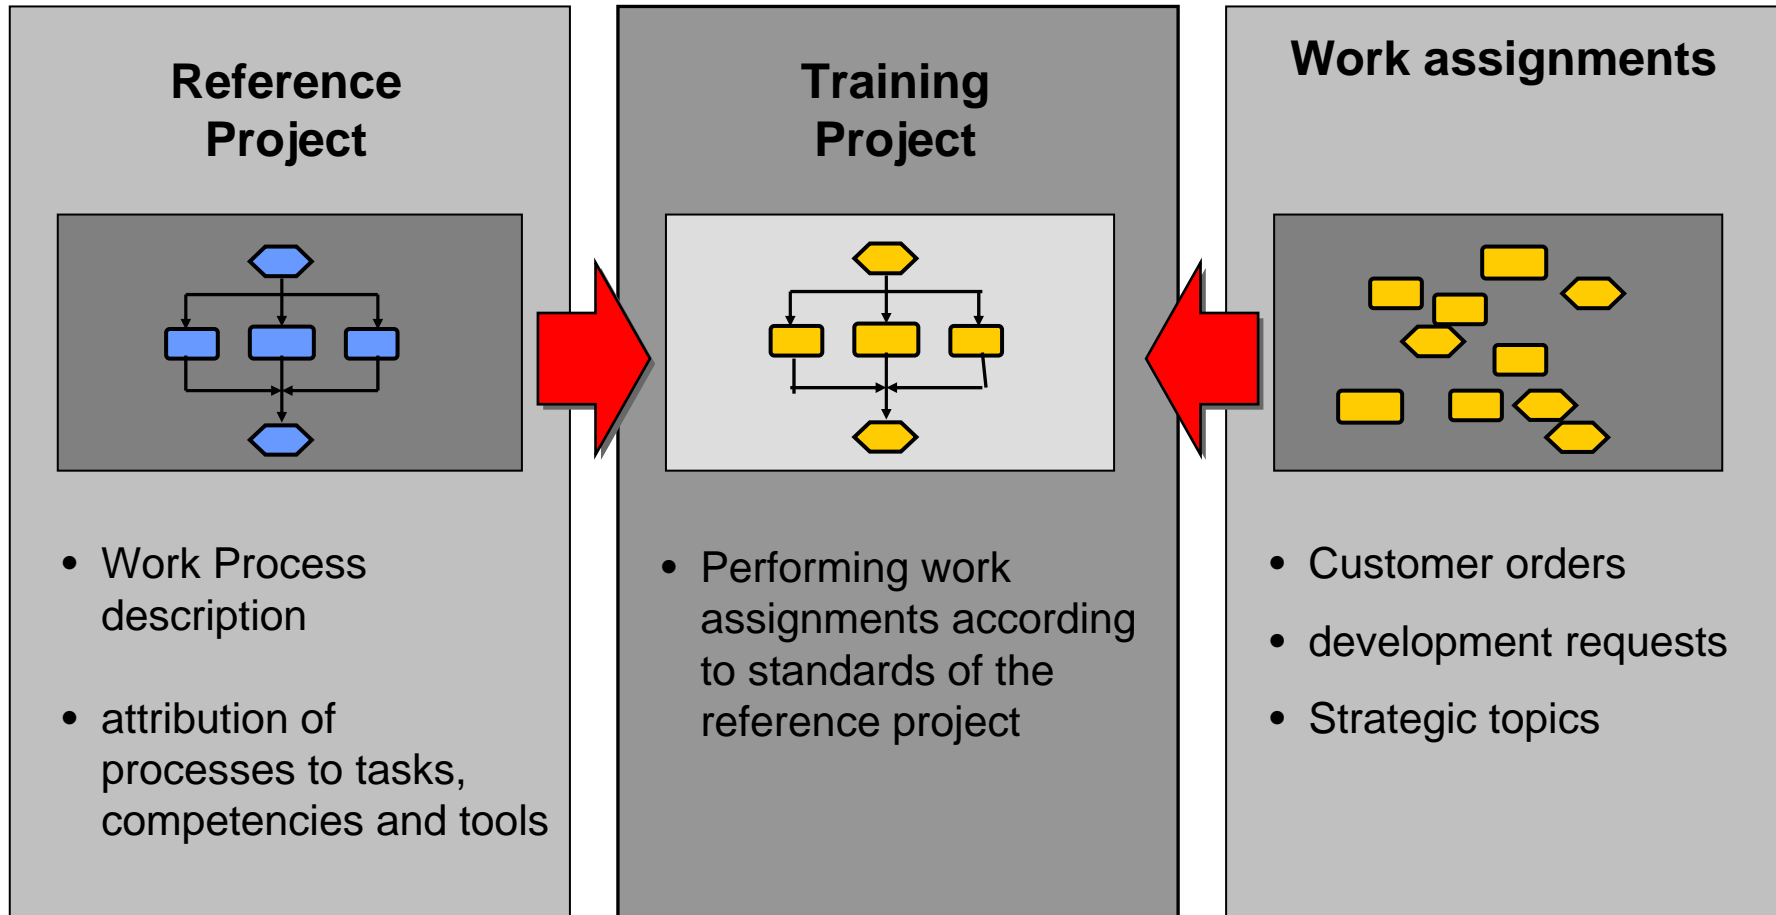 Reference
Project
• Work Process
description
• attribution of
processes to tasks,
competencies and tools
Training
Project
• Performing work
assignments according
to standards of the
reference project
Work assignments
• Customer orders
• development requests
• Strategic topics